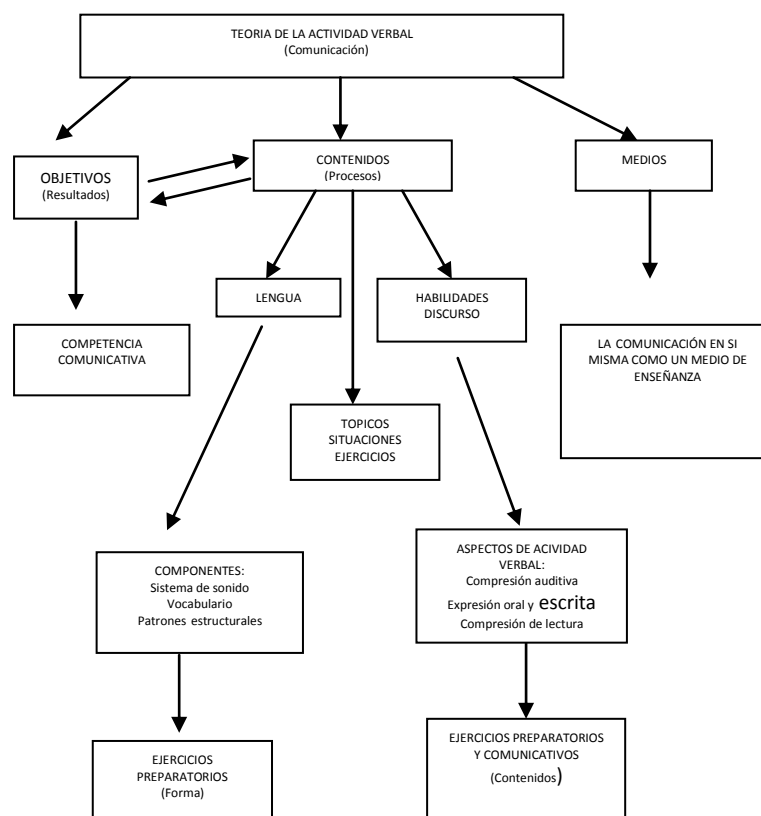 TEORIA DE LA ACTIVIDAD VERBAL
(Comunicación)
OBJETIVOS
(Resultados)
CONTENIDOS
(Procesos)
MEDIOS
LENGUA
HABILIDADES
DISCURSO
COMPETENCIA
COMUNICATIVA
LA COMUNICACIÓN EN SI
MISMA COMO UN MEDIO DE
ENSEÑANZA
TOPICOS
SITUACIONES
EJERCICIOS
COMPONENTES:
Sistema de sonido
Vocabulario
Patrones estructurales
ASPECTOS DE ACIVIDAD
VERBAL:
Compresión auditiva
Expresión oral y escrita
Compresión de lectura
EJERCICIOS
PREPARATORIOS
(Forma)
EJERCICIOS PREPARATORIOS
Y COMUNICATIVOS
(Contenidos)